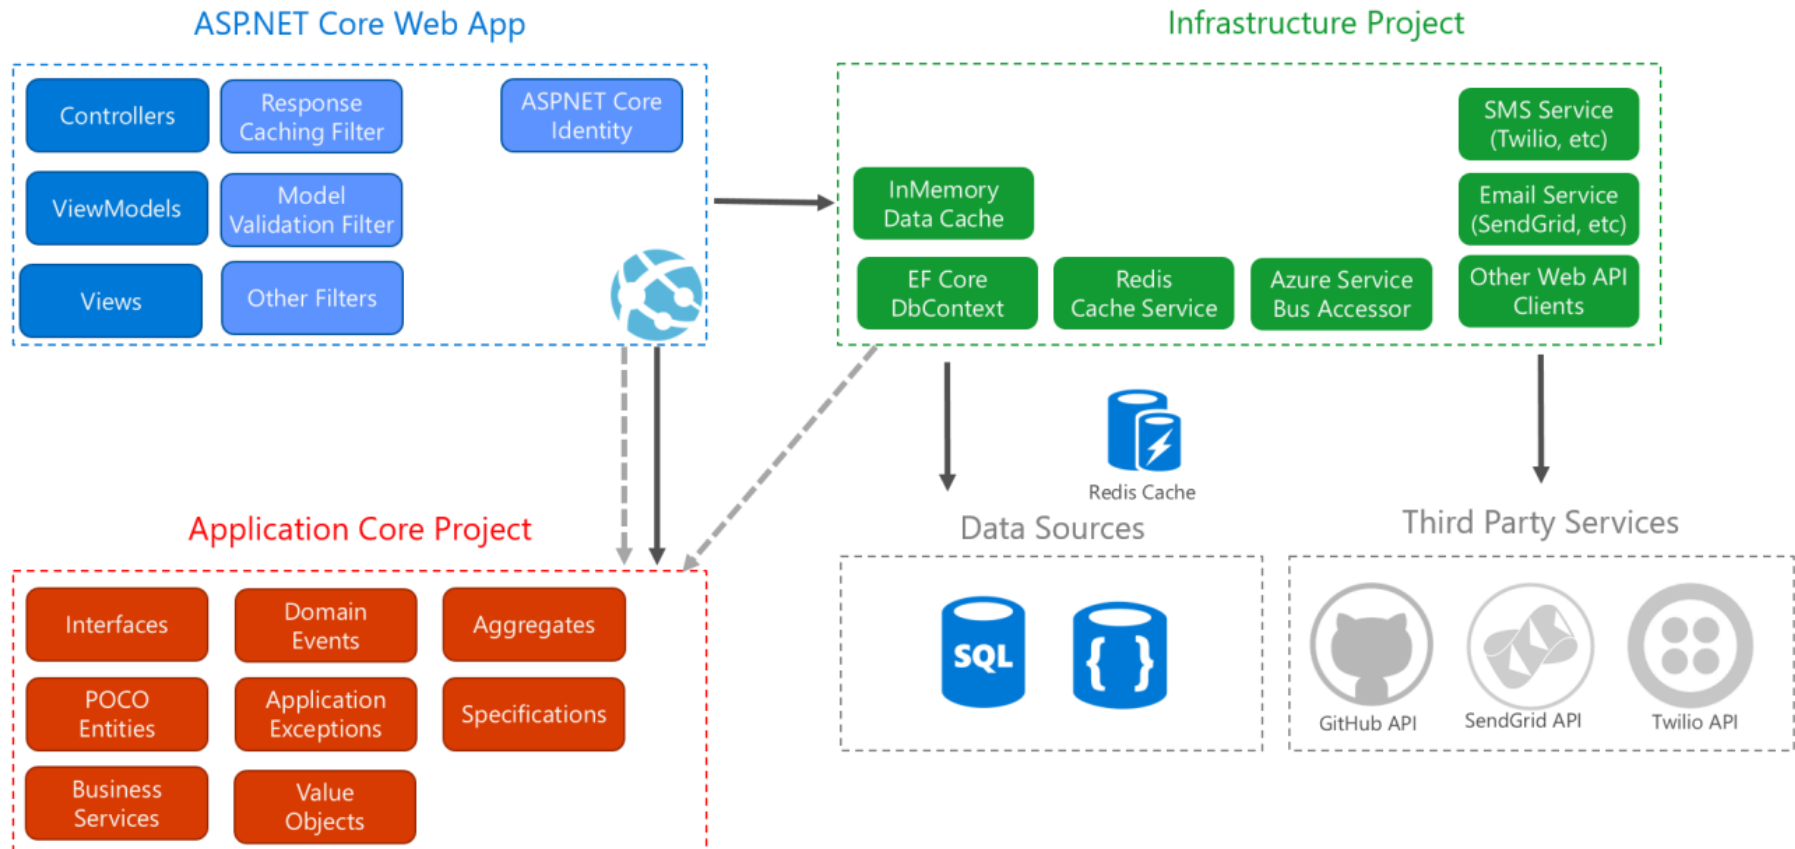 ASP.NET Core Web App
Controllers
Response
Caching Filter
ASPNET Core
Identity
ViewModels
Model
Validation Filter
Views
Other Filters
Infrastructure Project
SMS Service
(Twilio, etc)
InMemory
Data Cache
Email Service
(SendGrid, etc)
EF Core
DbContext
Redis
Cache Service
Azure Service
Bus Accessor
Other Web API
Clients
Redis Cache
Application Core Project
Interfaces
Domain
Events
Aggregates
POCO
Entities
Application
Exceptions
Specifications
Business
Services
Value
Objects
Data Sources
SQL
{ }
Third Party Services
GitHub API
SendGrid API
Twilio API